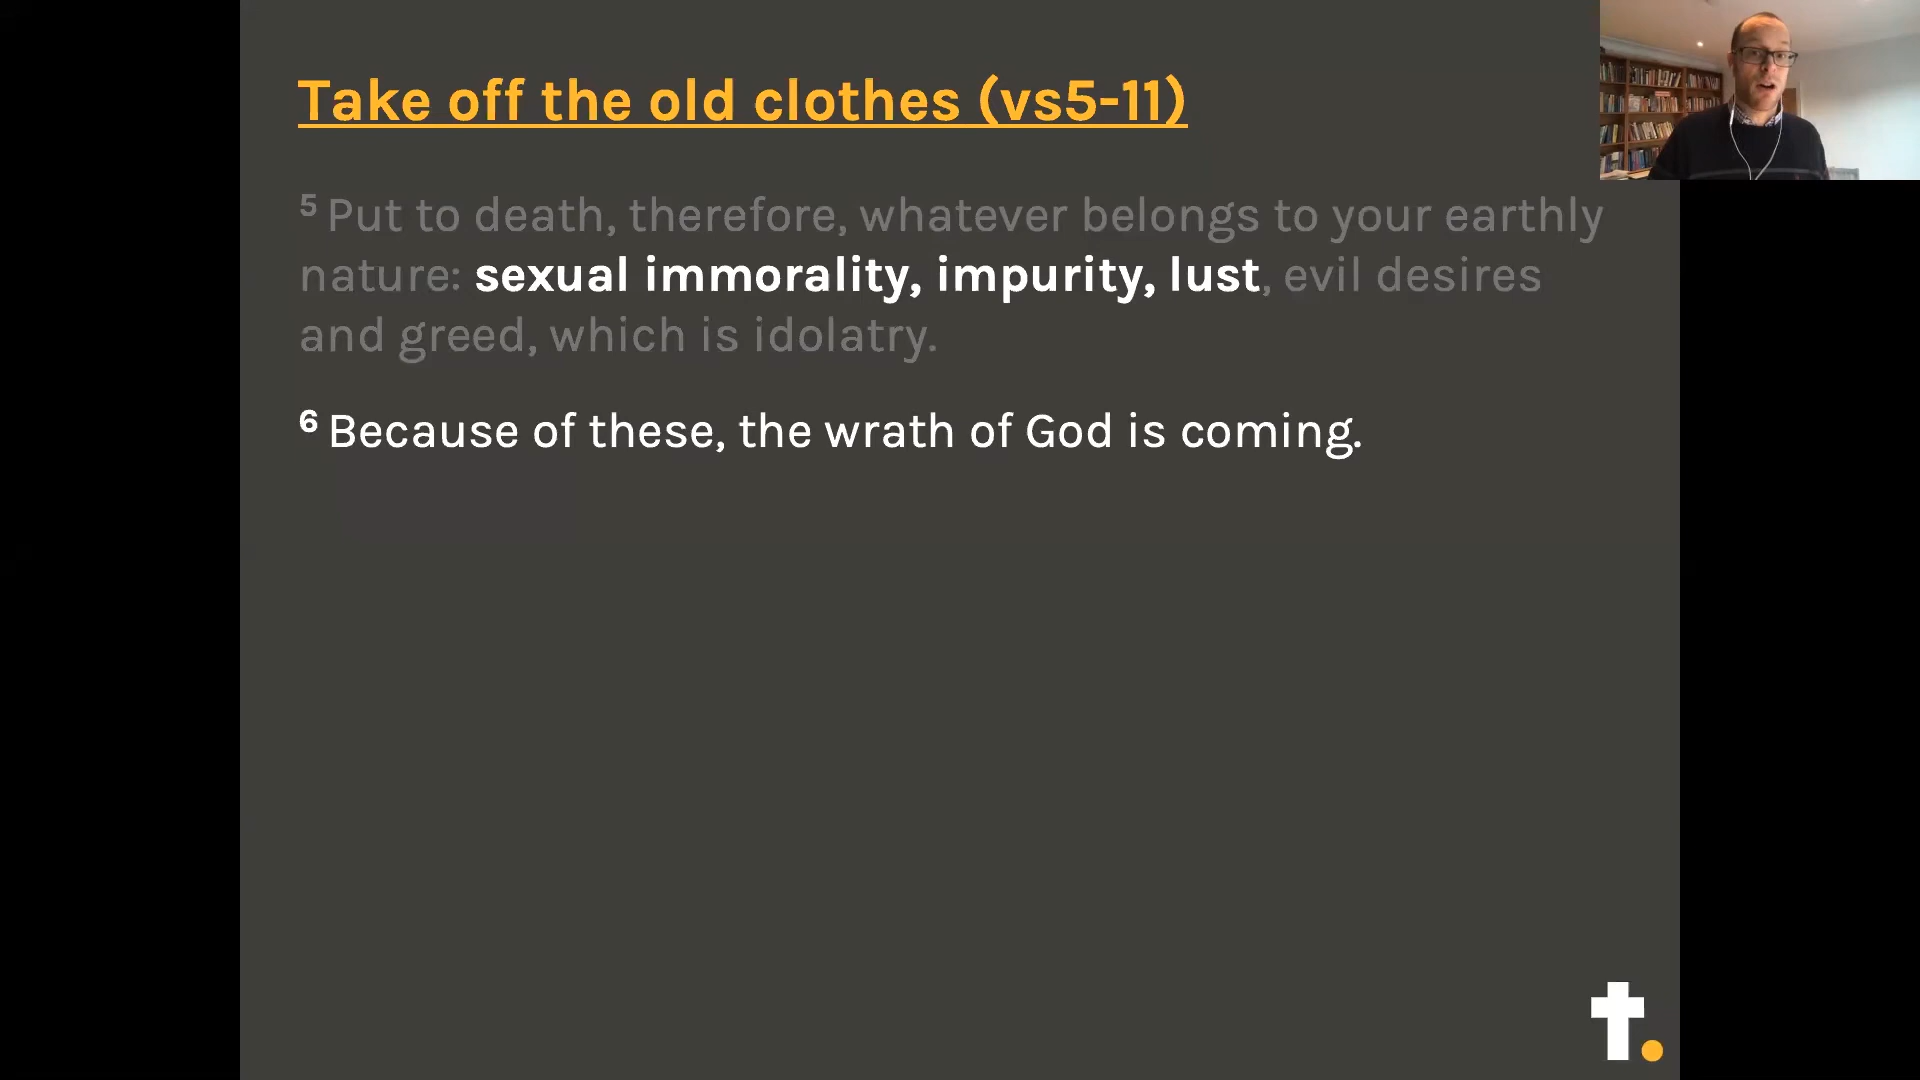 Take off the old clothes (vs5-11)
5 Put to death, therefore, whatever belongs to your earthly
nature: sexual immorality, impurity, lust, evil desires
and greed, which is idolatry.
6 Because of these, the wrath of God is coming.